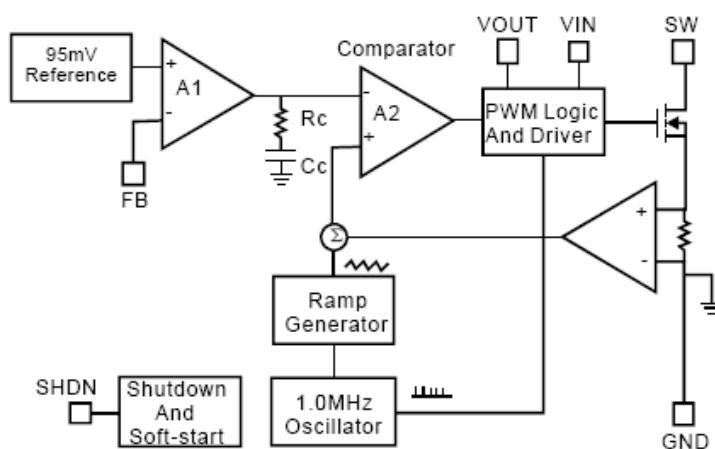 95mV
Reference
+
-
A1
FB
Rc
Cc
Comparator
-
+
A2
VOUT
VIN
SW
PWM Logic
And Driver
Σ
+
-
Ramp
Generator
SHDN
Shutdown
And
Soft-start
1.0MHz
Oscillator
GND